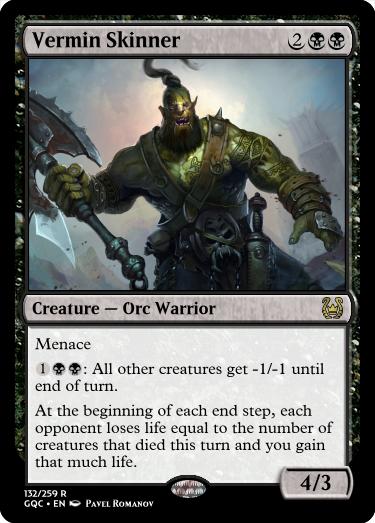 Vermin Skinner 2
Creature — Orc Warrior
Menace
1: All other creatures get -1/-1 until
end of turn.
At the beginning of each end step, each
opponent loses life equal to the number of
creatures that died this turn and you gain
that much life.
132/259 R
GQC • EN PAVEL ROMANOV
4/3